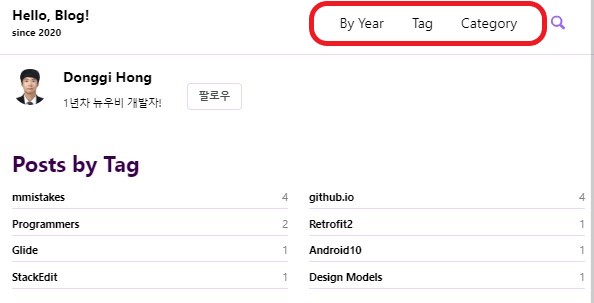 Hello, Blog!
since 2020
By Year Tag Category
Donggi Hong
1년차 뉴우비 개발자!
팔로우
Posts by Tag
mmistakes 4
github.io 4
Programmers 2
Retrofit2 1
Glide 1
Android10 1
StackEdit 1
Design Models 1